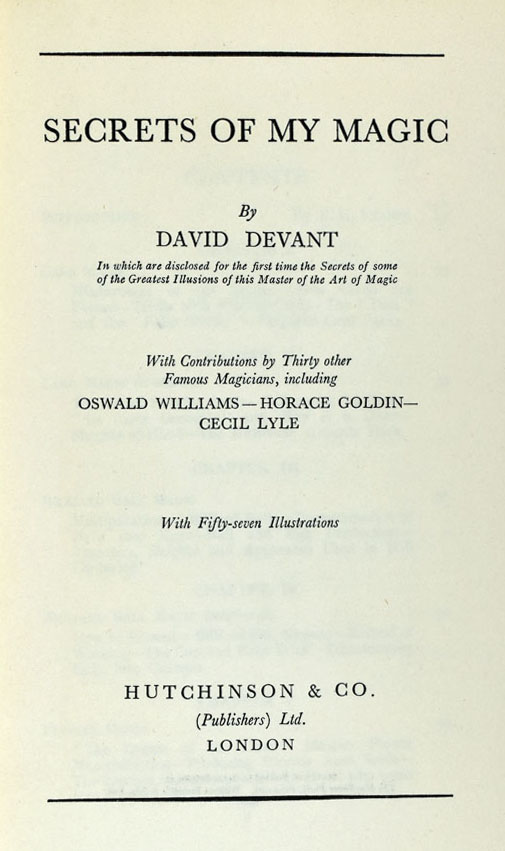 SECRETS OF MY MAGIC
By
DAVID DEVANT
In which are disclosed for the first time the Secrets of some
of the Greatest Illusions of this Master of the Art of Magic
With Contributions by Thirty other
Famous Magicians, including
OSWALD WILLIAMS — HORACE GOLDIN—
CECIL LYLE
With Fifty-seven Illustrations
HUTCHINSON & CO.
(Publishers) Ltd.
LONDON